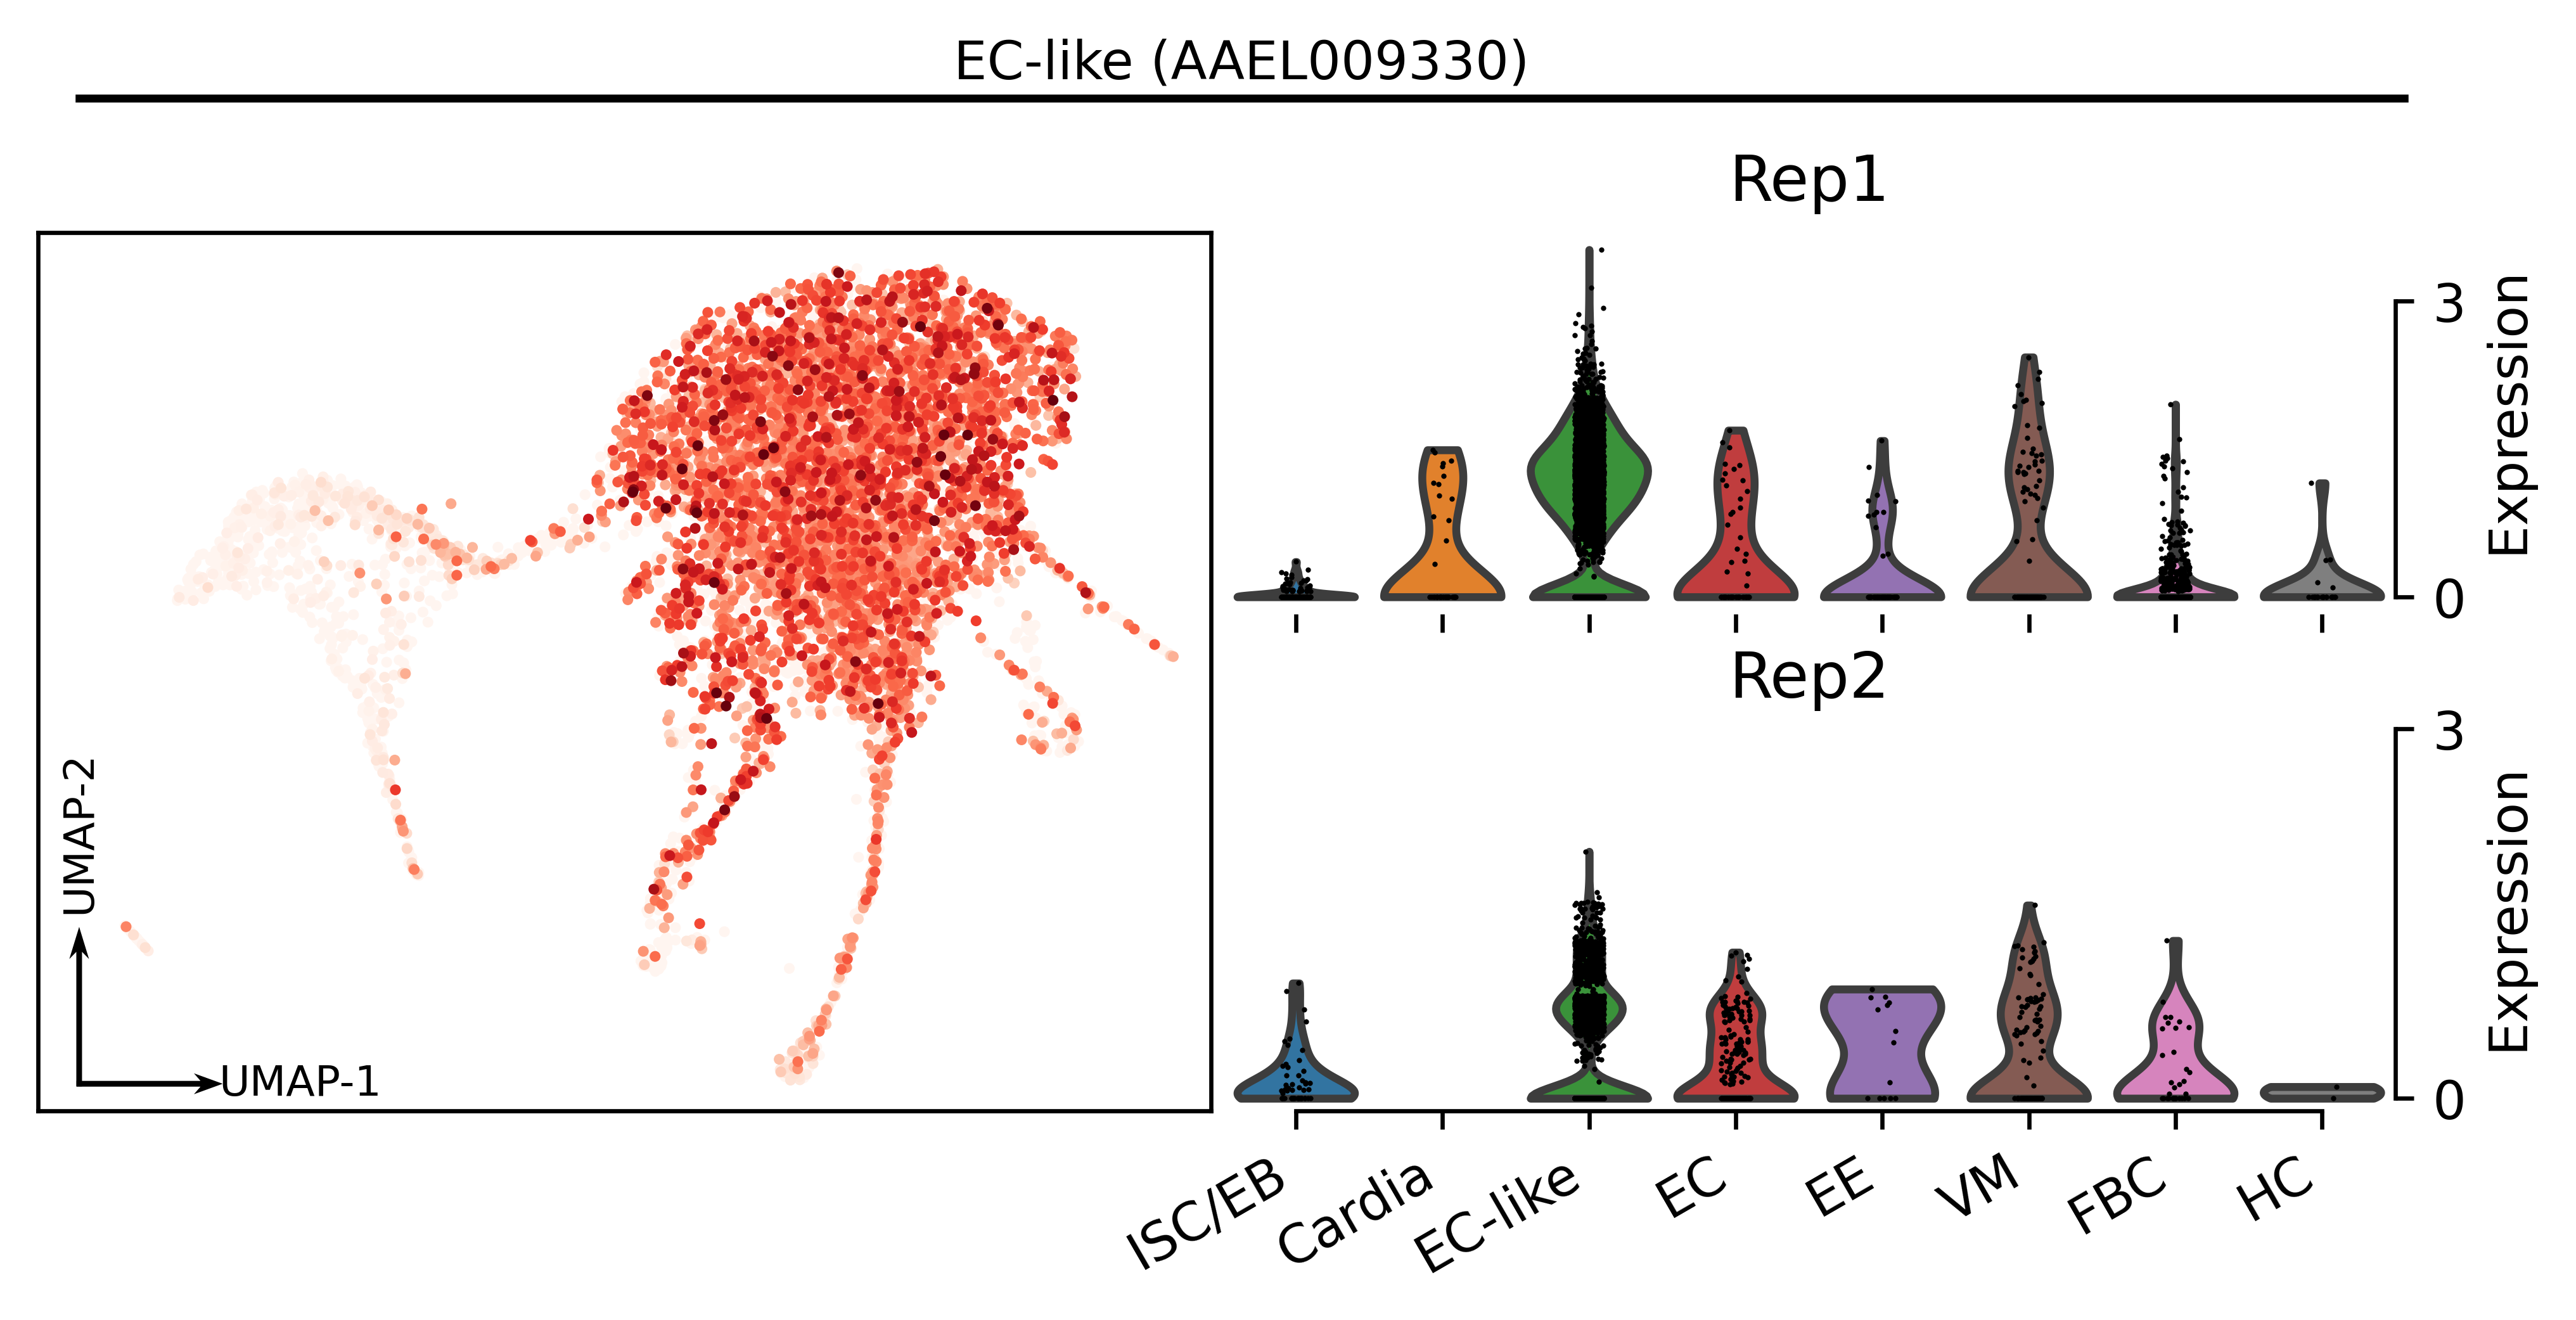 EC-like (AAEL009330)
Rep1
3
0
Expression
Rep2
3
0
Expression
UMAP-2
UMAP-1
ISC/EB
Cardia
EC-like
EC
EE
VM
FBC
HC